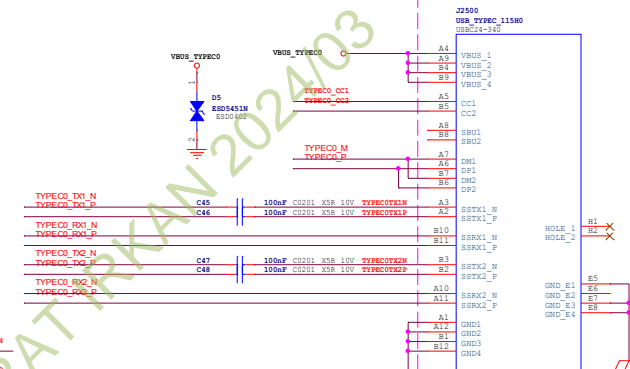 J2500
USB_TYPEC_115H0
USBC24-340
VBUS_TYPEC0
VBUS_TYPEC0
A4
A9
B4
B9
VBUS_1
VBUS_2
VBUS_3
VBUS_4
1
D5
ESD5451N
ESD0402
2
TYPEC0_CC1
TYPEC0_CC2
A5
B5
CC1
CC2
A8
B8
SBU1
SBU2
TYPEC0_M
TYPEC0_P
A7
A6
B7
B6
DM1
DP1
DM2
DP2
TYPEC0_TX1_N
TYPEC0_TX1_P
C45 100nF C0201 X5R 10V TYPEC0TX1N
C46 100nF C0201 X5R 10V TYPEC0TX1P
A3
A2
SSTX1_N
SSTX1_P
TYPEC0_RX1_N
TYPEC0_RX1_P
B10
B11
SSRX1_N
SSRX1_P
HOLE_1 H1
HOLE_2 H2
TYPEC0_TX2_N
TYPEC0_TX2_P
C47 100nF C0201 X5R 10V TYPEC0TX2N
C48 100nF C0201 X5R 10V TYPEC0TX2P
B3
B2
SSTX2_N
SSTX2_P
TYPEC0_RX2_N
TYPEC0_RX2_P
A10
A11
SSRX2_N
SSRX2_P
GND_E1 E5
GND_E2 E6
GND_E3 E7
GND_E4 E8
A1
A12
B1
B12
GND1
GND2
GND3
GND4
N
RAT IRKAN 2024/03